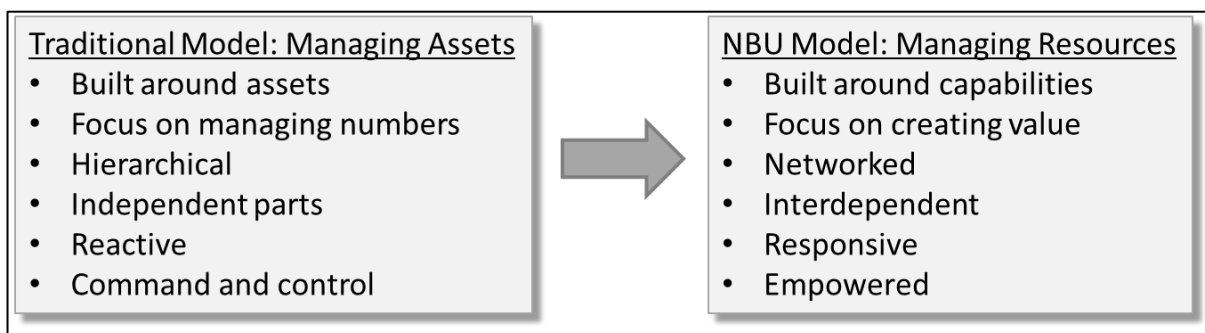 Traditional Model: Managing Assets
• Built around assets
• Focus on managing numbers
• Hierarchical
• Independent parts
• Reactive
• Command and control
NBU Model: Managing Resources
• Built around capabilities
• Focus on creating value
• Networked
• Interdependent
• Responsive
• Empowered